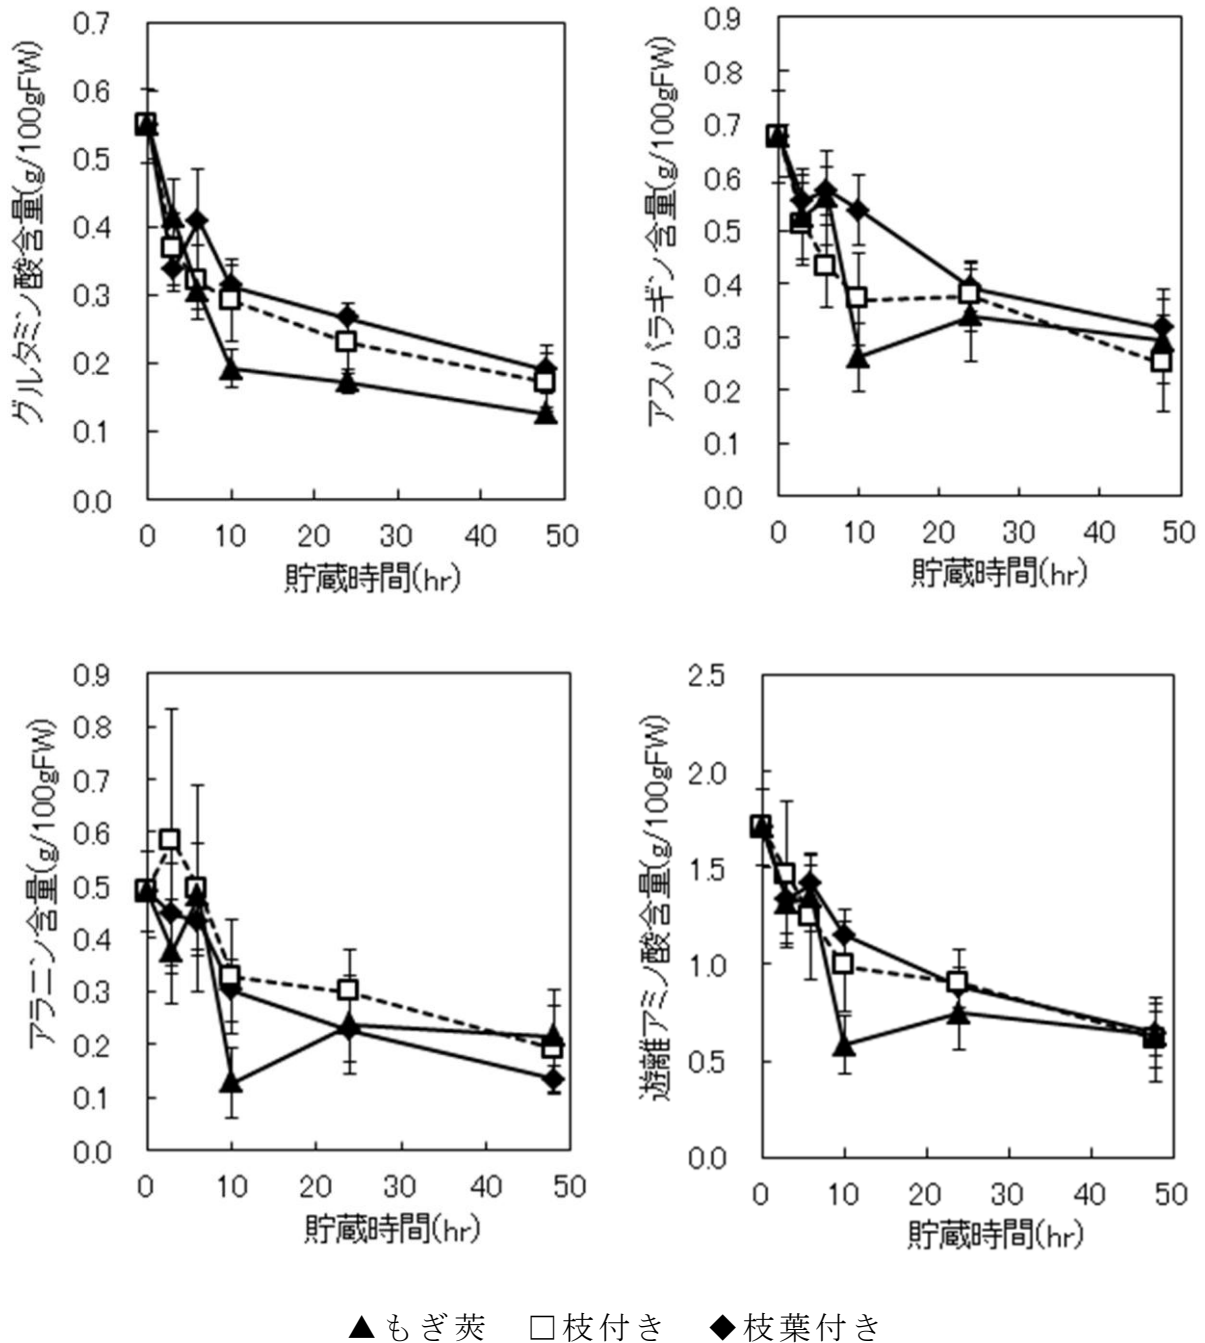 グルタミン酸含量(g/100gFW)
0.7
0.6
0.5
0.4
0.3
0.2
0.1
0.0
0 10 20 30 40 50
貯蔵時間(hr)
アスパラギン含量(g/100gFW)
0.9
0.8
0.7
0.6
0.5
0.4
0.3
0.2
0.1
0.0
0 10 20 30 40 50
貯蔵時間(hr)
アラニン含量(g/100gFW)
0.9
0.8
0.7
0.6
0.5
0.4
0.3
0.2
0.1
0.0
0 10 20 30 40 50
貯蔵時間(hr)
遊離アミノ酸含量(g/100gFW)
2.5
2.0
1.5
1.0
0.5
0.0
0 10 20 30 40 50
貯蔵時間(hr)
▲もぎ莢 □枝付き ◆枝葉付き